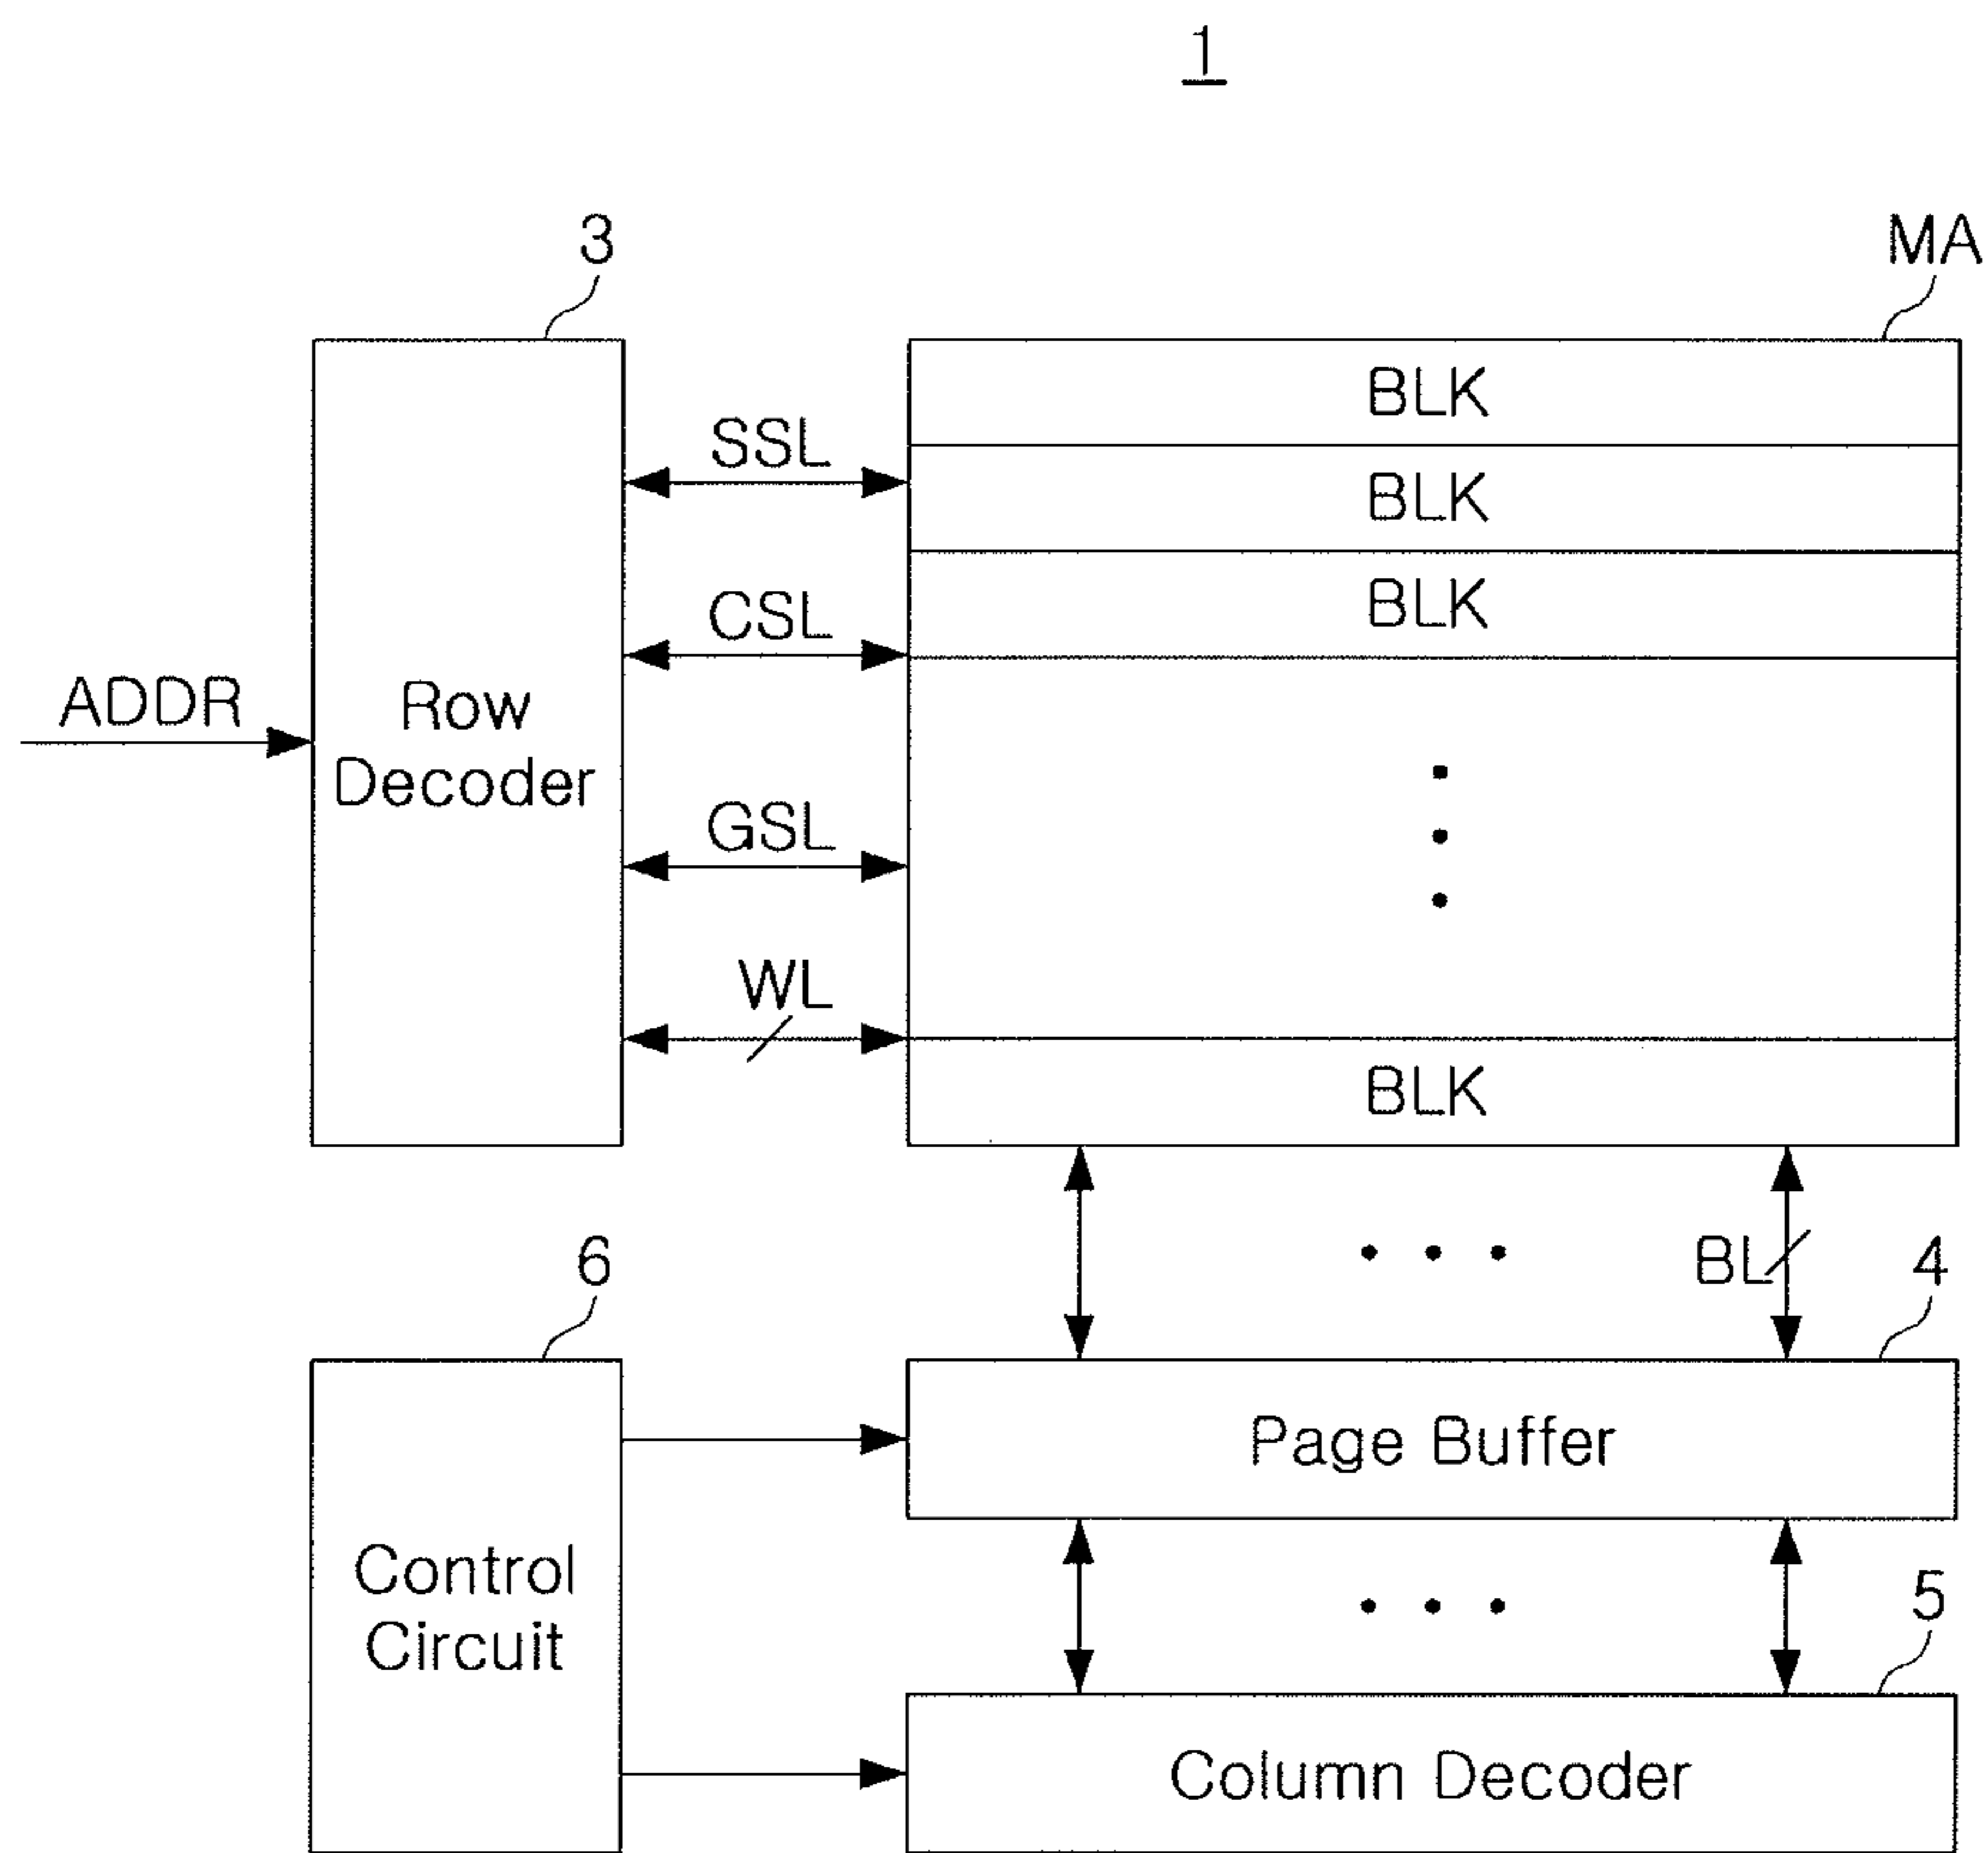 1
3
MA
BLK
SSL
BLK
CSL
BLK
ADDR
Row
Decoder
GSL
WL
BLK
6
BL
4
Page Buffer
Control
Circuit
5
Column Decoder